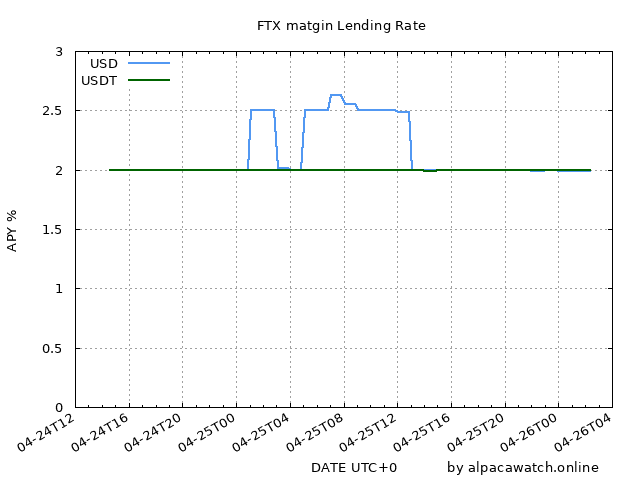 FTX matgin Lending Rate
USD
USDT
3
2.5
2
1.5
1
0.5
0
APY %
04-24T12
04-24T16
04-24T20
04-25T00
04-25T04
04-25T08
04-25T12
04-25T16
04-25T20
04-26T00
04-26T04
DATE UTC+0
by alpacawatch.online